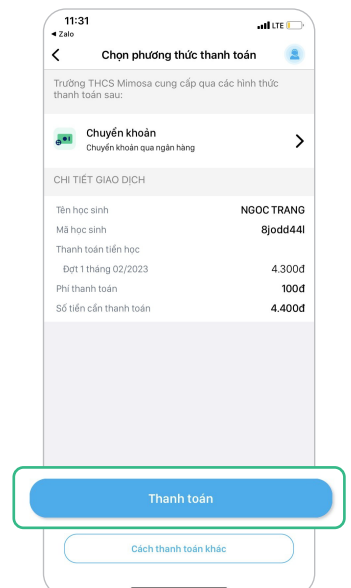 11:31
LTE
◄ Zalo
Chọn phương thức thanh toán
Trường THCS Mimosa cung cấp qua các hình thức
thanh toán sau:
Chuyển khoản
Chuyển khoản qua ngân hàng
CHI TIẾT GIAO DỊCH
Tên học sinh NGOC TRANG
Mã học sinh 8jodd44l
Thanh toán tiền học
Đợt 1 tháng 02/2023 4.300đ
Phí thanh toán 100đ
Số tiền cần thanh toán 4.400đ
Thanh toán
Cách thanh toán khác